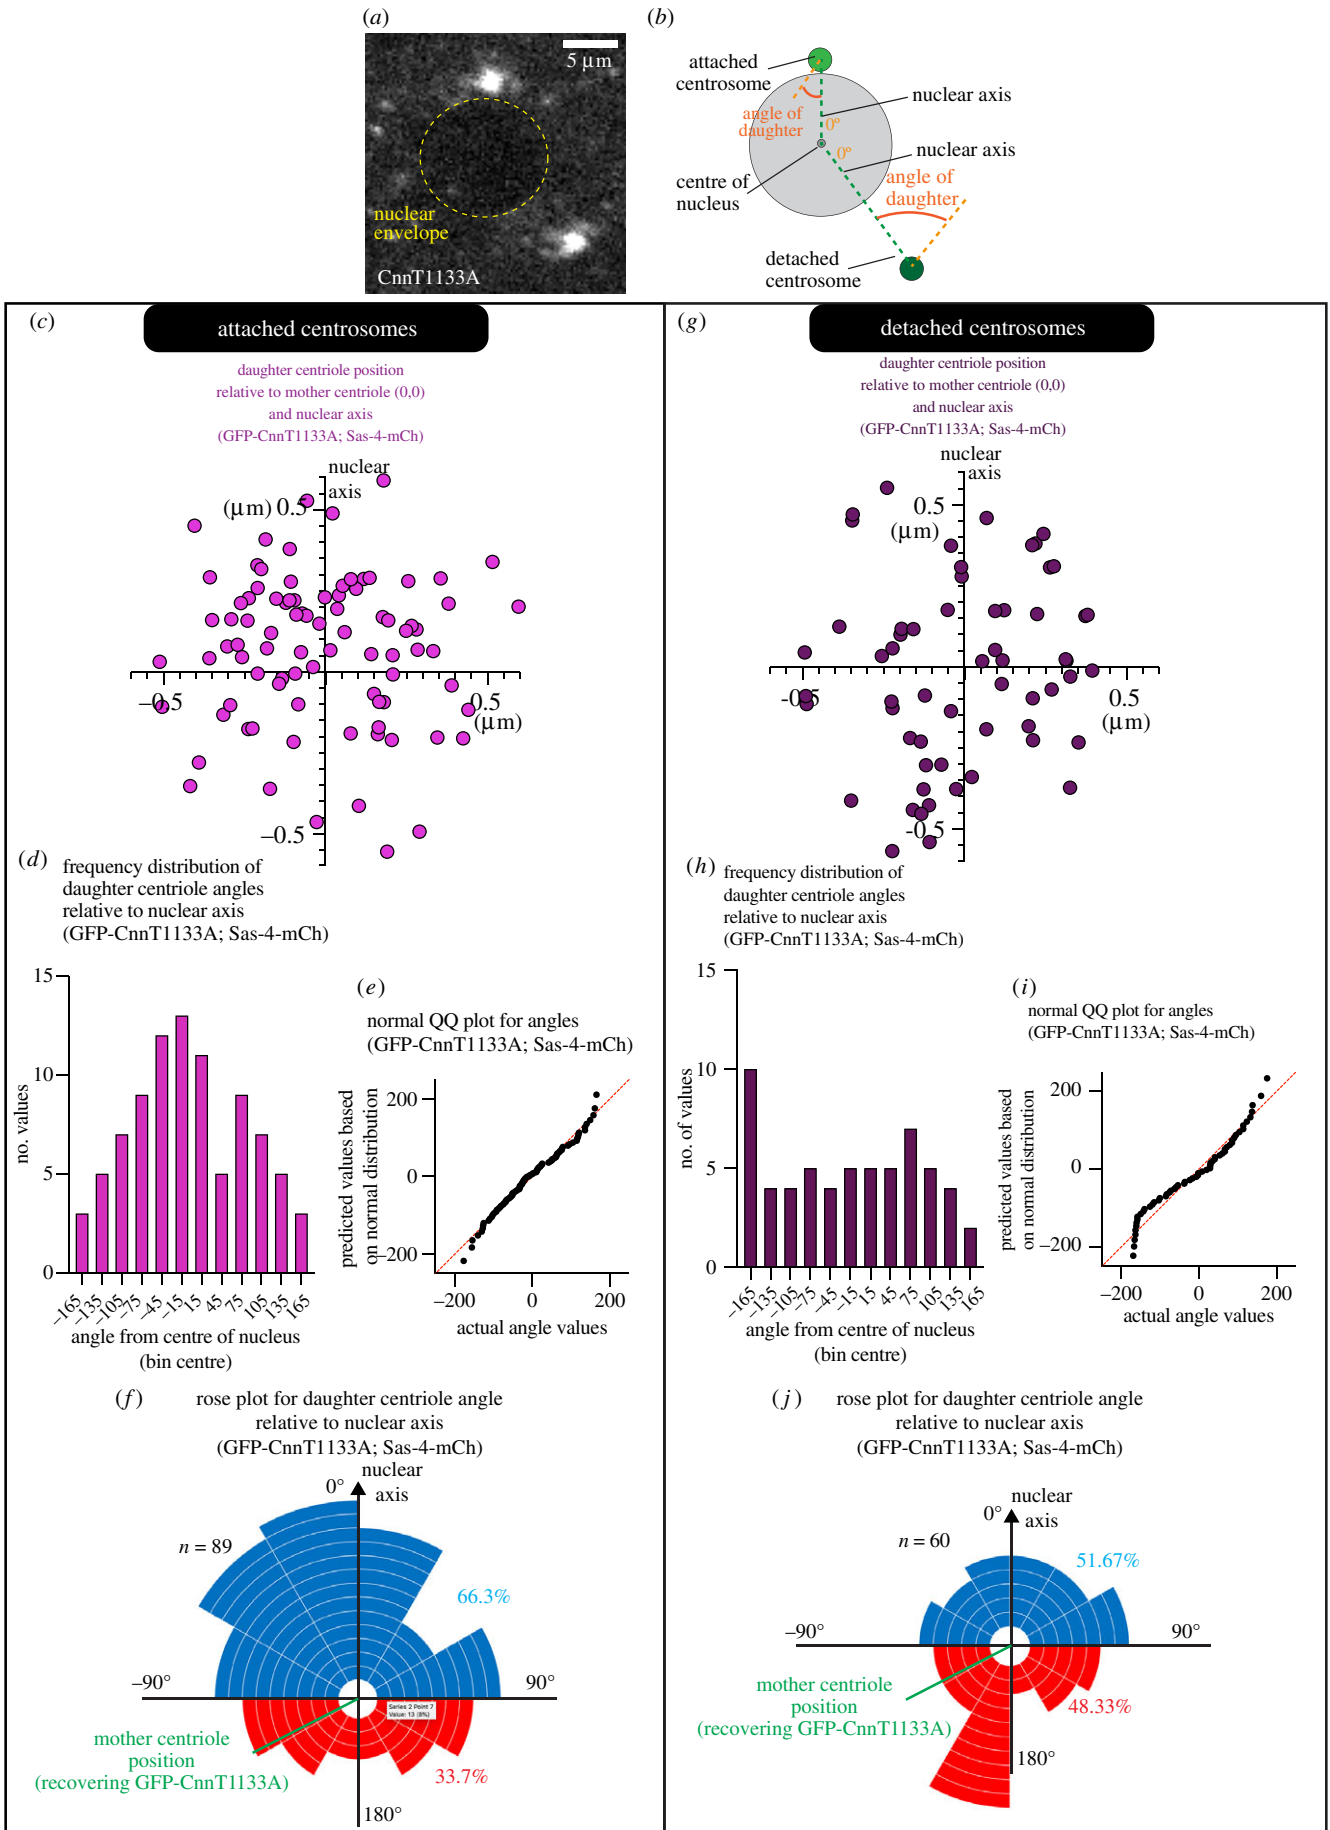 (a)
5 μm
nuclear
envelope
CnnT1133A
(b)
attached
centrosome
nuclear axis
angle of
daughter
0°
0°
nuclear axis
centre of
nucleus
angle of
daughter
detached
centrosome
(c)
attached centrosomes
daughter centriole position
relative to mother centriole (0,0)
and nuclear axis
(GFP-CnnT1133A; Sas-4-mCh)
nuclear
axis
(μm) 0.5
–0.5
0.5
(μm)
–0.5
(d)
frequency distribution of
daughter centriole angles
relative to nuclear axis
(GFP-CnnT1133A; Sas-4-mCh)
15
10
5
0
no. values
–165 –135 –105 –75 –45 –15 15 45 75 105 135 165
angle from centre of nucleus
(bin centre)
(e)
normal QQ plot for angles
(GFP-CnnT1133A; Sas-4-mCh)
predicted values based
on normal distribution
200
0
–200
–200 0 200
actual angle values
(f)
rose plot for daughter centriole angle
relative to nuclear axis
(GFP-CnnT1133A; Sas-4-mCh)
nuclear
axis
0°
n = 89
66.3%
–90°
90°
Series 2 Point 7
Value: 13 (8%)
mother centriole
position
(recovering GFP-CnnT1133A)
33.7%
180°
(g)
detached centrosomes
daughter centriole position
relative to mother centriole (0,0)
and nuclear axis
(GFP-CnnT1133A; Sas-4-mCh)
nuclear
axis
0.5
(μm)
-0.5
0.5
(μm)
-0.5
(h)
frequency distribution of
daughter centriole angles
relative to nuclear axis
(GFP-CnnT1133A; Sas-4-mCh)
15
10
5
0
no. of values
–165 –135 –105 –75 –45 –15 15 45 75 105 135 165
angle from centre of nucleus
(bin centre)
(i)
normal QQ plot for angles
(GFP-CnnT1133A; Sas-4-mCh)
predicted values based
on normal distribution
200
0
–200
–200 0 200
actual angle values
(j)
rose plot for daughter centriole angle
relative to nuclear axis
(GFP-CnnT1133A; Sas-4-mCh)
nuclear
axis
0°
n = 60
51.67%
–90°
90°
mother centriole
position
(recovering GFP-CnnT1133A)
48.33%
180°